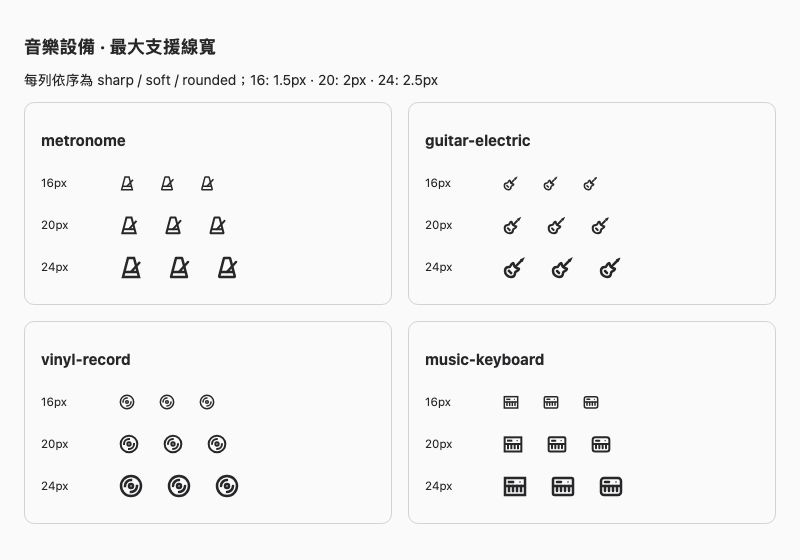 音樂設備 · 最大支援線寬
每列依序為 sharp / soft / rounded；16: 1.5px · 20: 2px · 24: 2.5px
metronome
16px
20px
24px
guitar-electric
16px
20px
24px
vinyl-record
16px
20px
24px
music-keyboard
16px
20px
24px